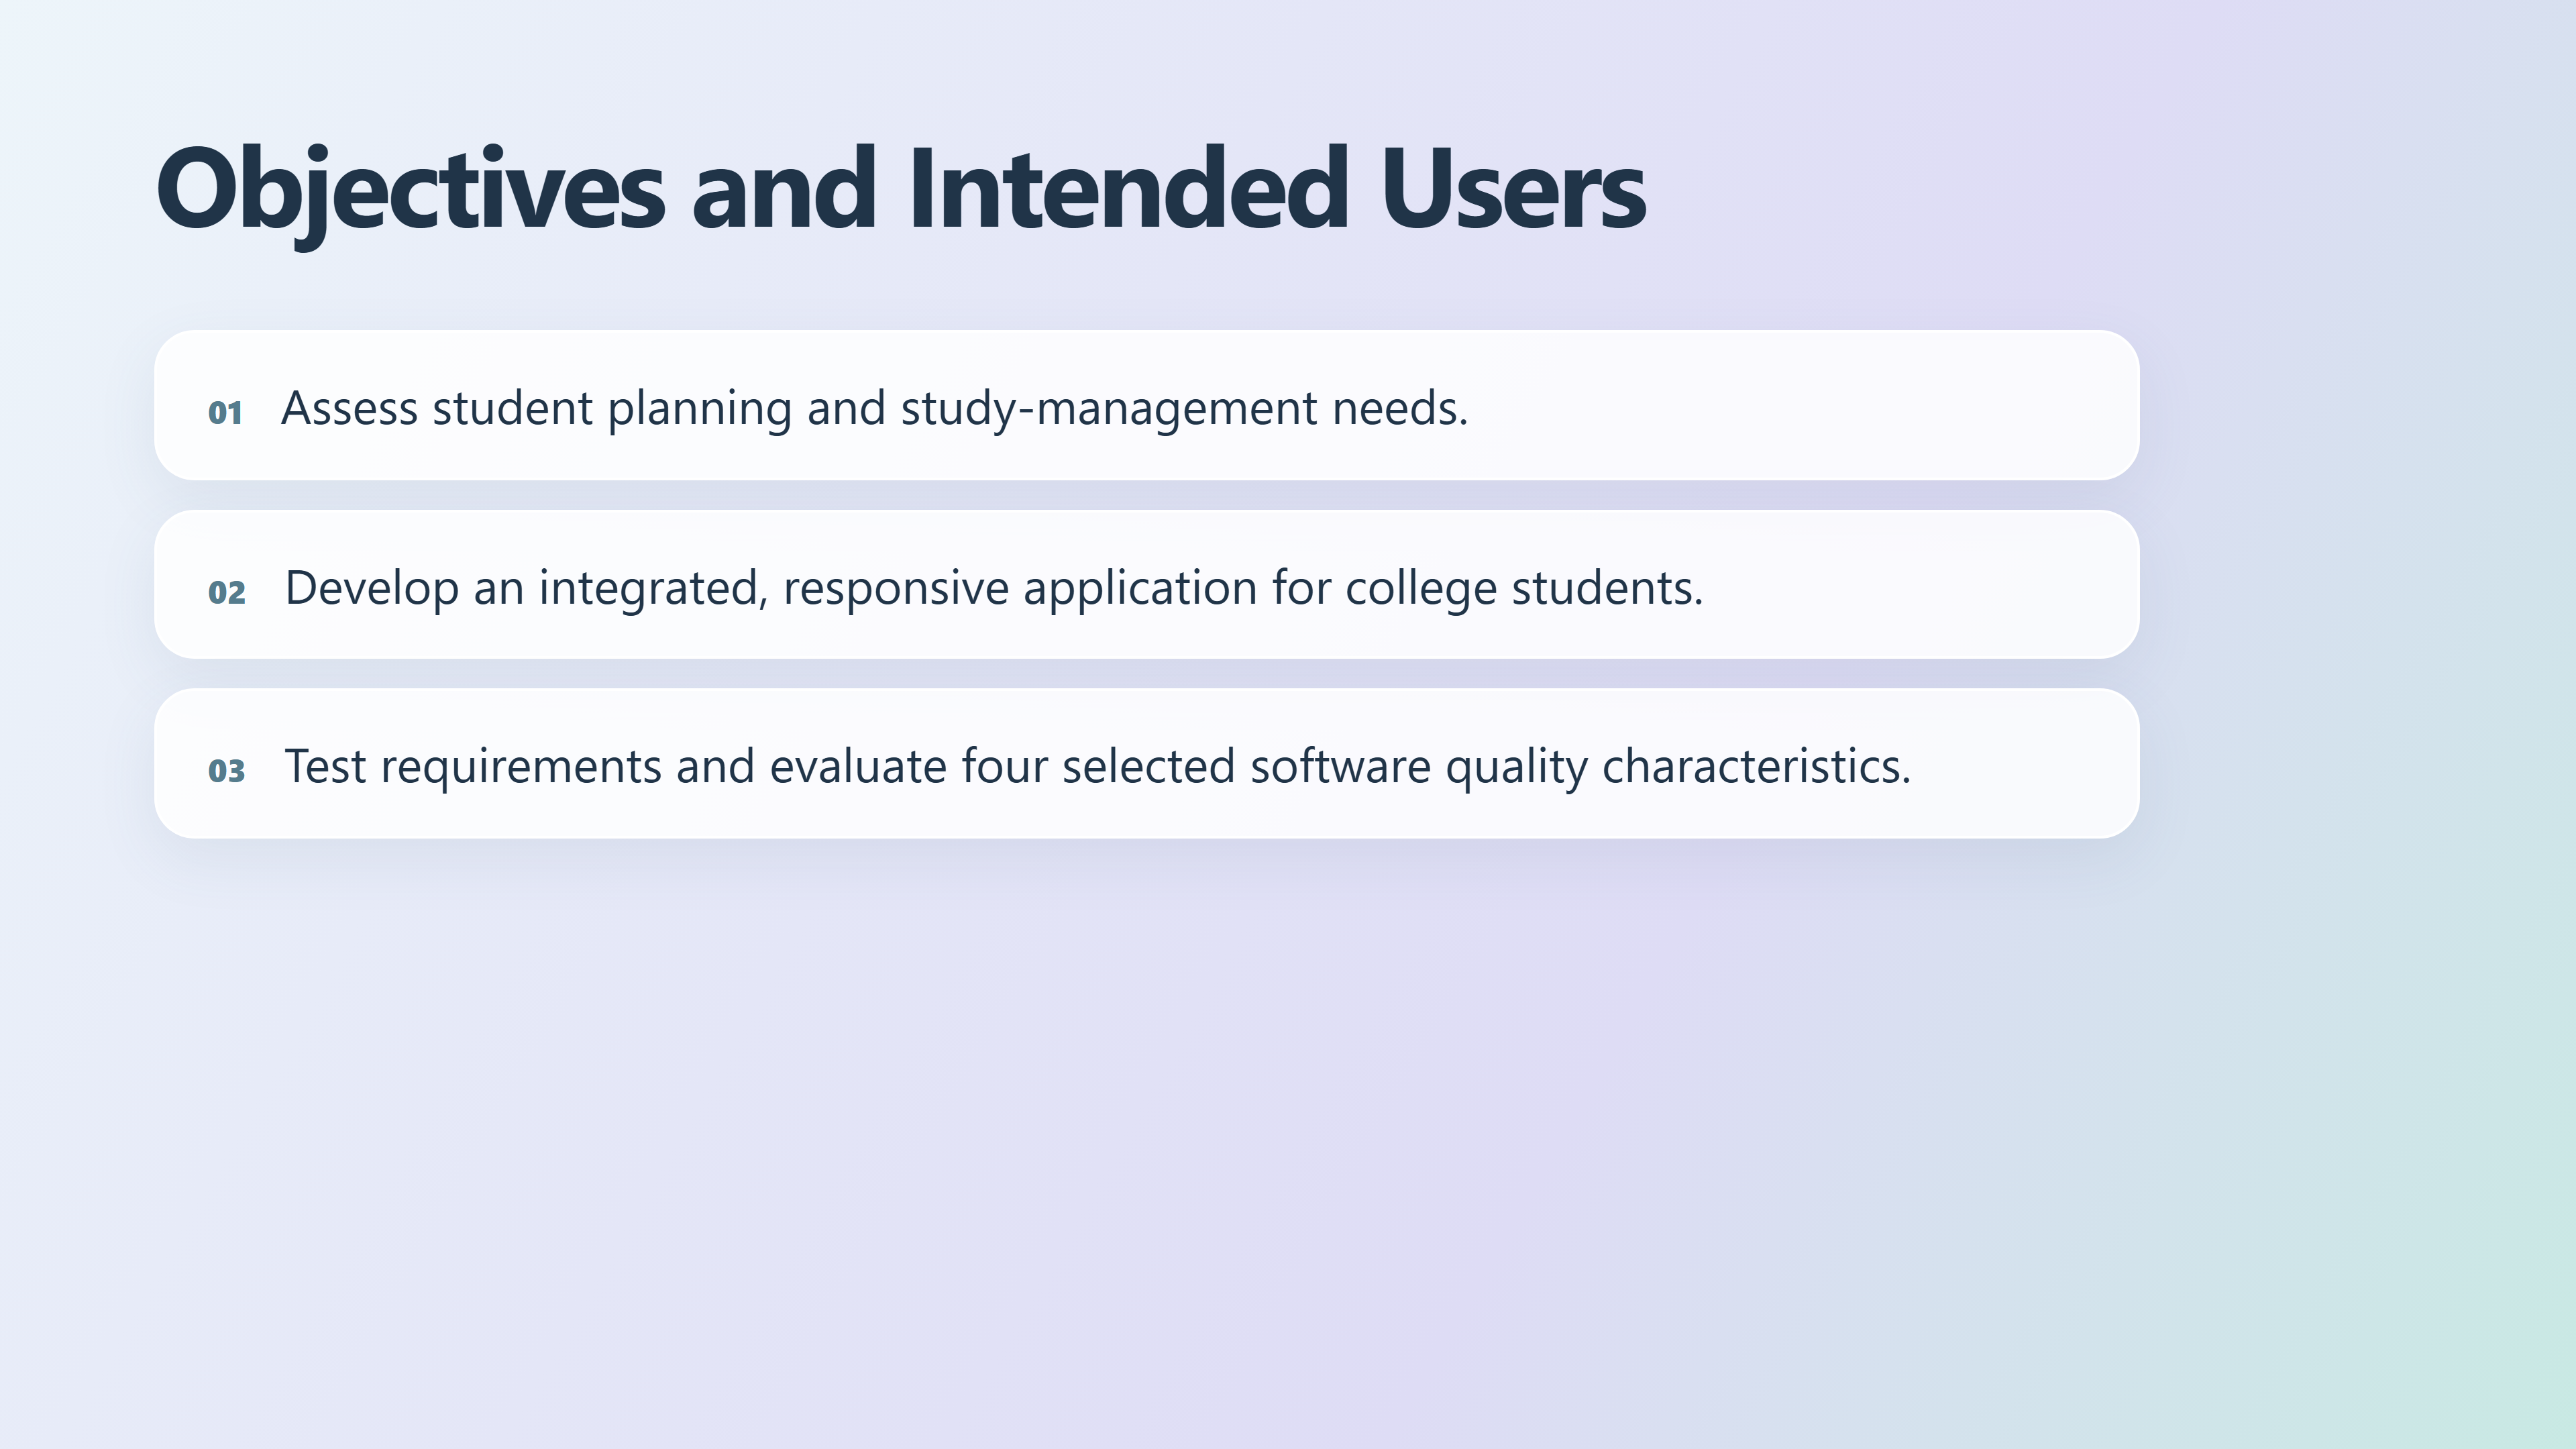 Objectives and Intended Users
01 Assess student planning and study-management needs.
02 Develop an integrated, responsive application for college students.
03 Test requirements and evaluate four selected software quality characteristics.